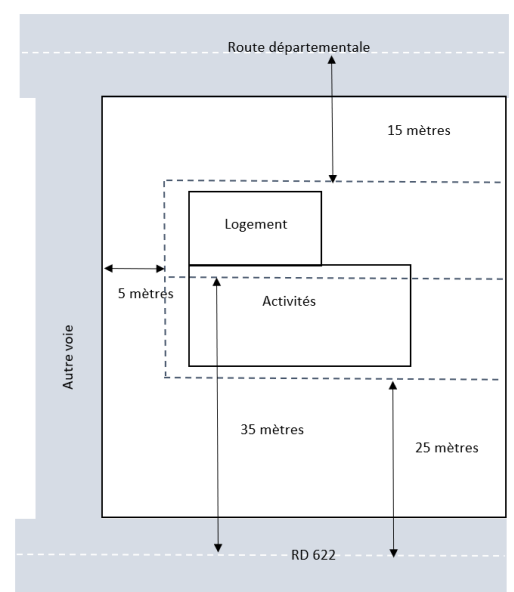 Route départementale
15 mètres
Logement
5 mètres
Activités
Autre voie
35 mètres
25 mètres
RD 622